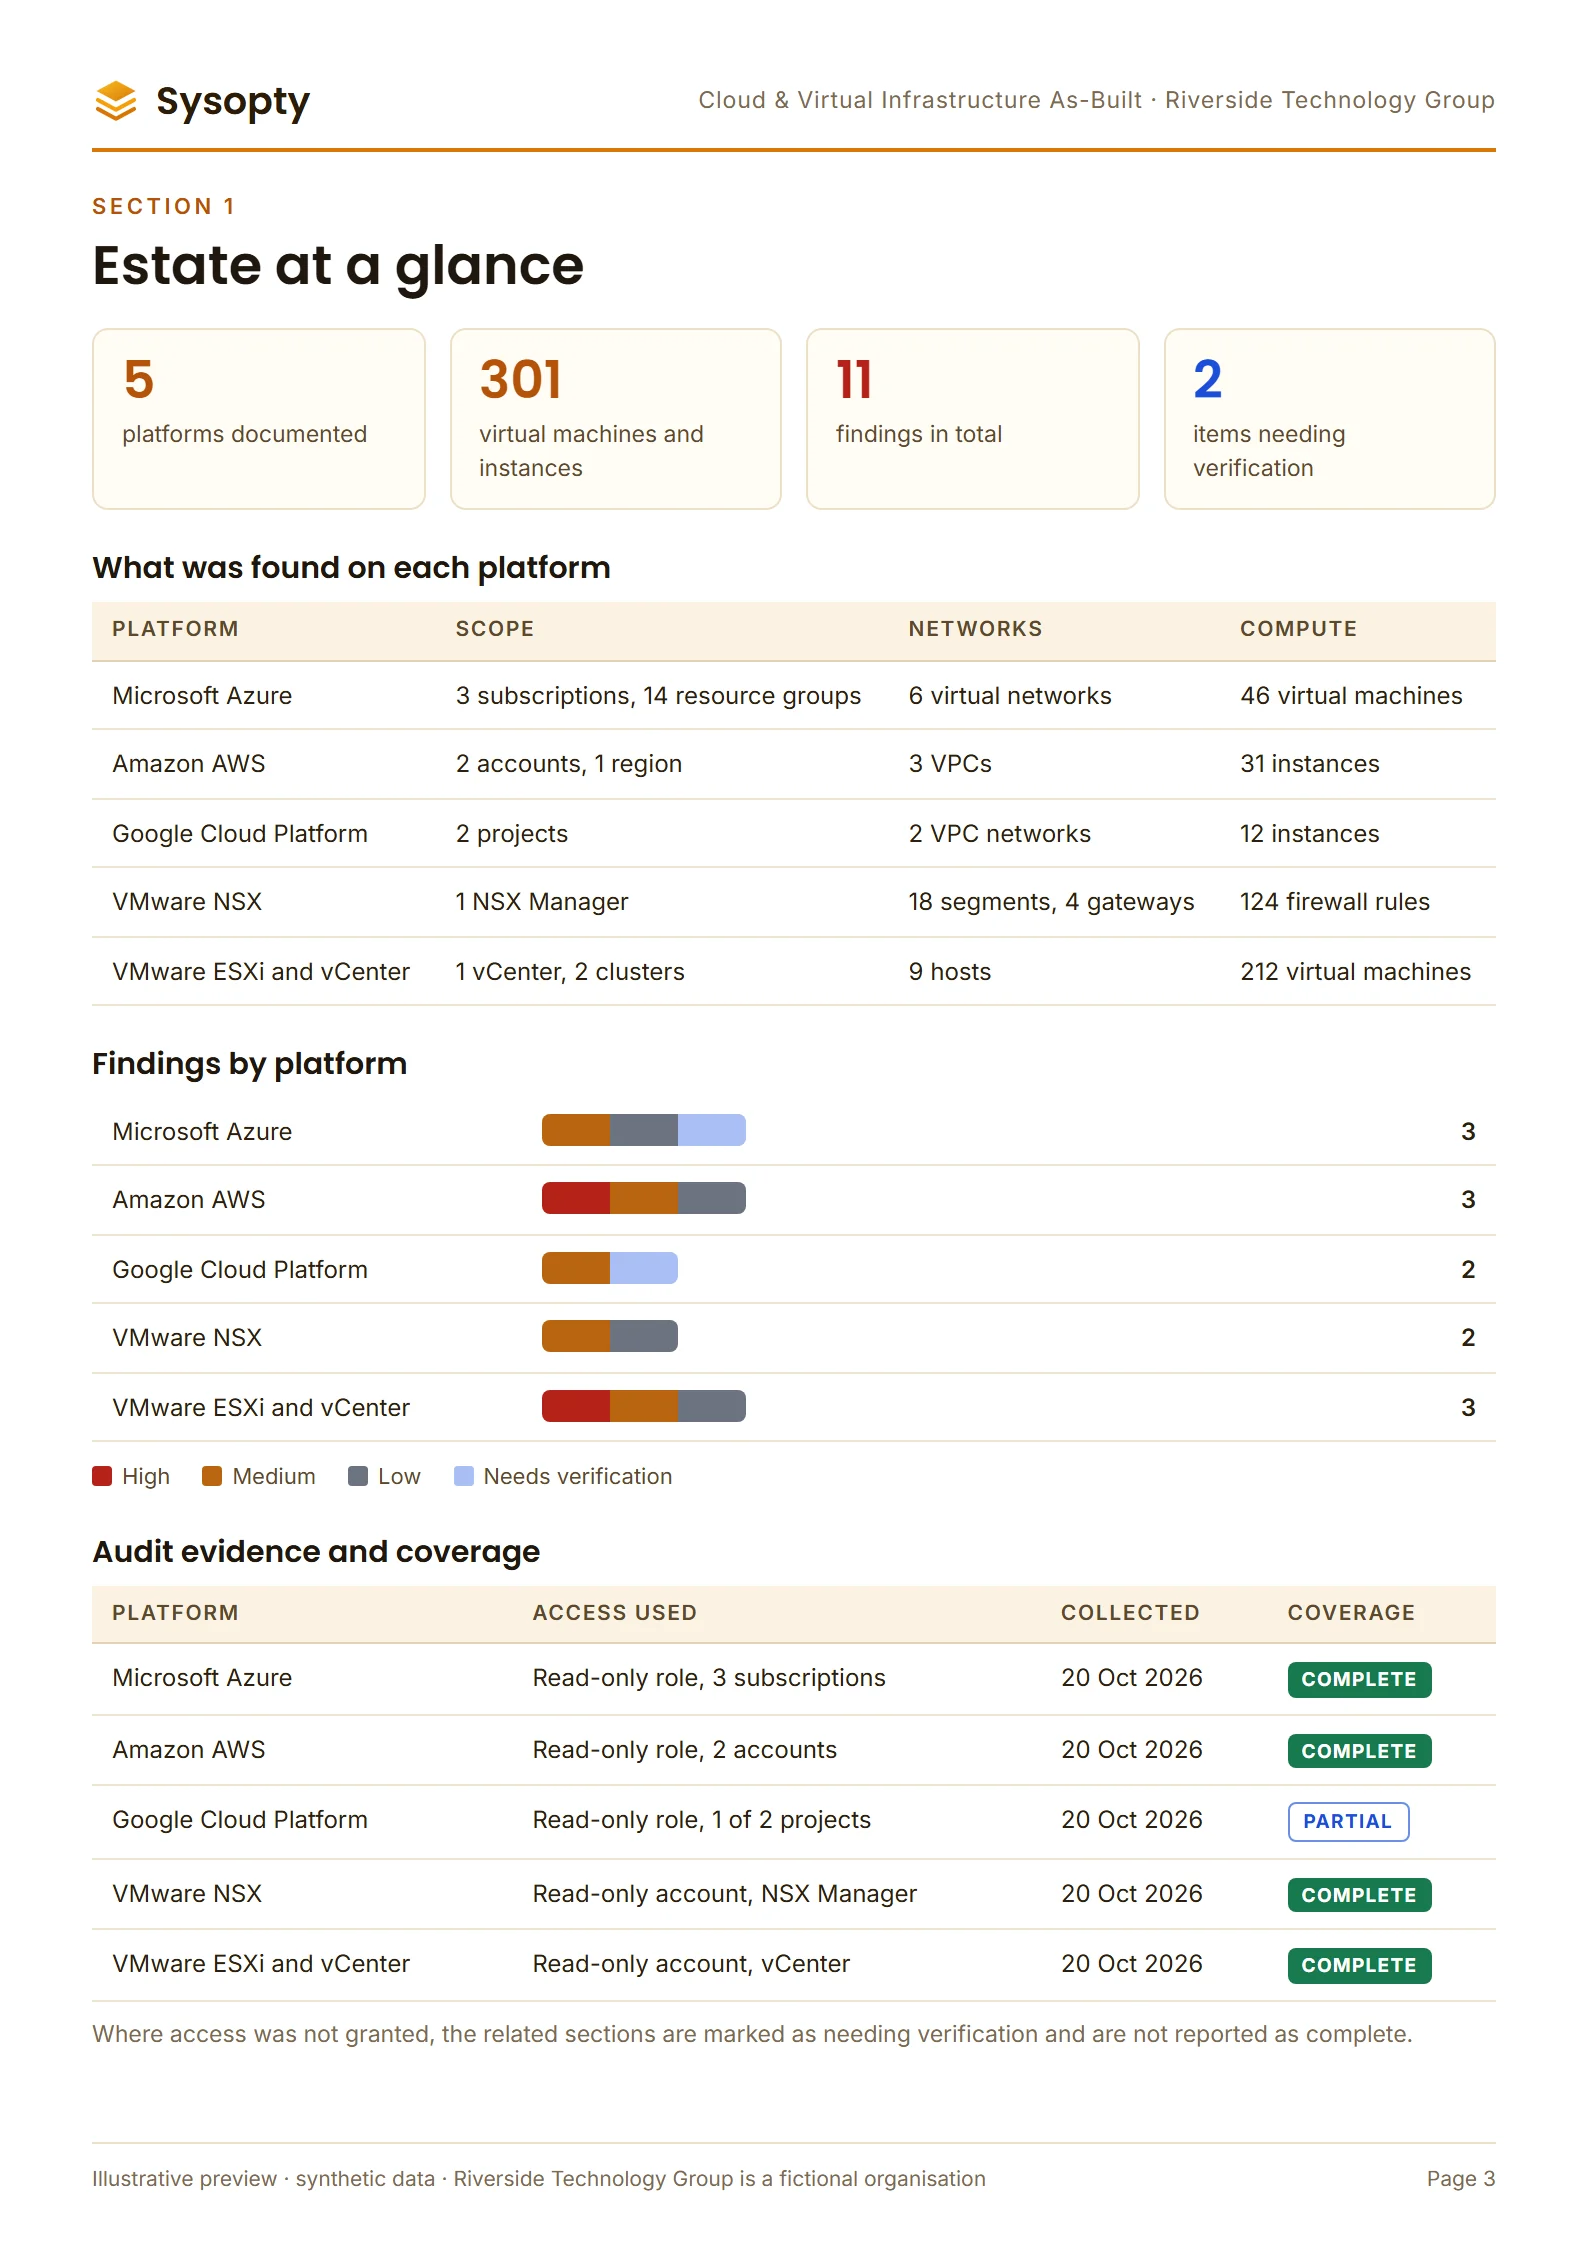 Sysopty
Cloud & Virtual Infrastructure As-Built · Riverside Technology Group
SECTION 1
Estate at a glance
5
platforms documented
301
virtual machines and
instances
11
findings in total
2
items needing
verification
What was found on each platform
PLATFORM SCOPE NETWORKS COMPUTE
Microsoft Azure 3 subscriptions, 14 resource groups 6 virtual networks 46 virtual machines
Amazon AWS 2 accounts, 1 region 3 VPCs 31 instances
Google Cloud Platform 2 projects 2 VPC networks 12 instances
VMware NSX 1 NSX Manager 18 segments, 4 gateways 124 firewall rules
VMware ESXi and vCenter 1 vCenter, 2 clusters 9 hosts 212 virtual machines
Findings by platform
Microsoft Azure 3
Amazon AWS 3
Google Cloud Platform 2
VMware NSX 2
VMware ESXi and vCenter 3
High Medium Low Needs verification
Audit evidence and coverage
PLATFORM ACCESS USED COLLECTED COVERAGE
Microsoft Azure Read-only role, 3 subscriptions 20 Oct 2026 COMPLETE
Amazon AWS Read-only role, 2 accounts 20 Oct 2026 COMPLETE
Google Cloud Platform Read-only role, 1 of 2 projects 20 Oct 2026 PARTIAL
VMware NSX Read-only account, NSX Manager 20 Oct 2026 COMPLETE
VMware ESXi and vCenter Read-only account, vCenter 20 Oct 2026 COMPLETE
Where access was not granted, the related sections are marked as needing verification and are not reported as complete.
Illustrative preview · synthetic data · Riverside Technology Group is a fictional organisation
Page 3